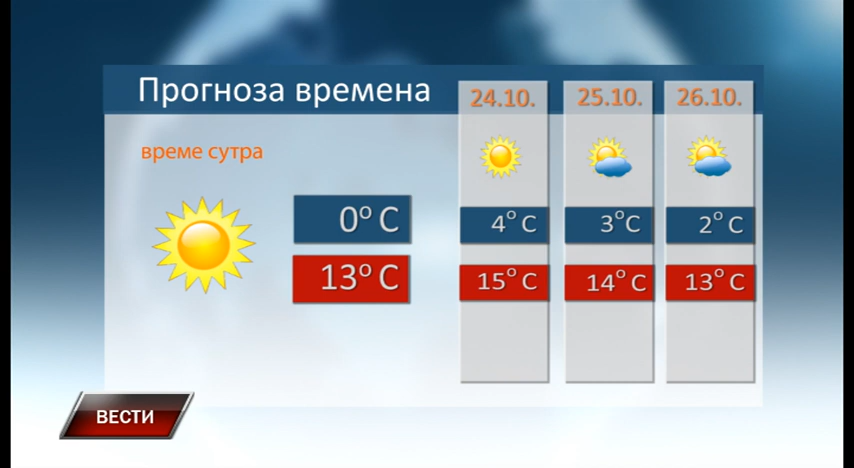 Прогноза времена
време сутра
0° C
13° C
24.10.
4° C
15° C
25.10.
3°C
14° C
26.10.
2° C
13° C
ВЕСТИ